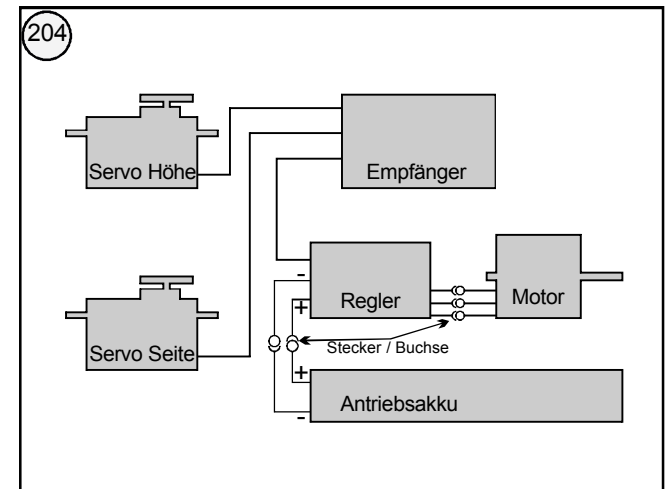 204
Servo Höhe
Empfänger
-
Regler
Motor
+
Servo Seite
Stecker / Buchse
+
Antriebsakku
-